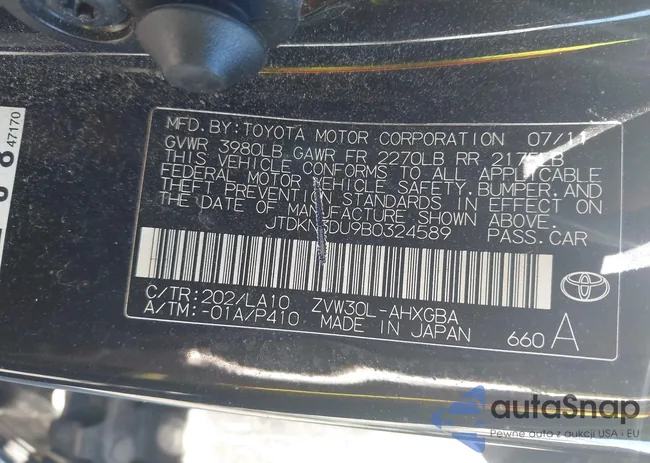 47170
MFD.BY: TOYOTA MOTOR CORPORATION 07/11
GVWR 3980LB GAWR FR 2270LB RR 2175LB
THIS VEHICLE CONFORMS TO ALL APPLICABLE
FEDERAL MOTOR VEHICLE SAFETY, BUMPER, AND
THEFT PREVENTION STANDARDS IN EFFECT ON
THE DATE OF MANUFACTURE SHOWN ABOVE.
JTDKN3DU9B0324589 PASS.CAR
C/TR:202/LA10 ZVW30L-AHXGBA
A/TM:-01A/P410 MADE IN JAPAN
660 A
autaSnap
Pewne auto z aukcji USA i EU